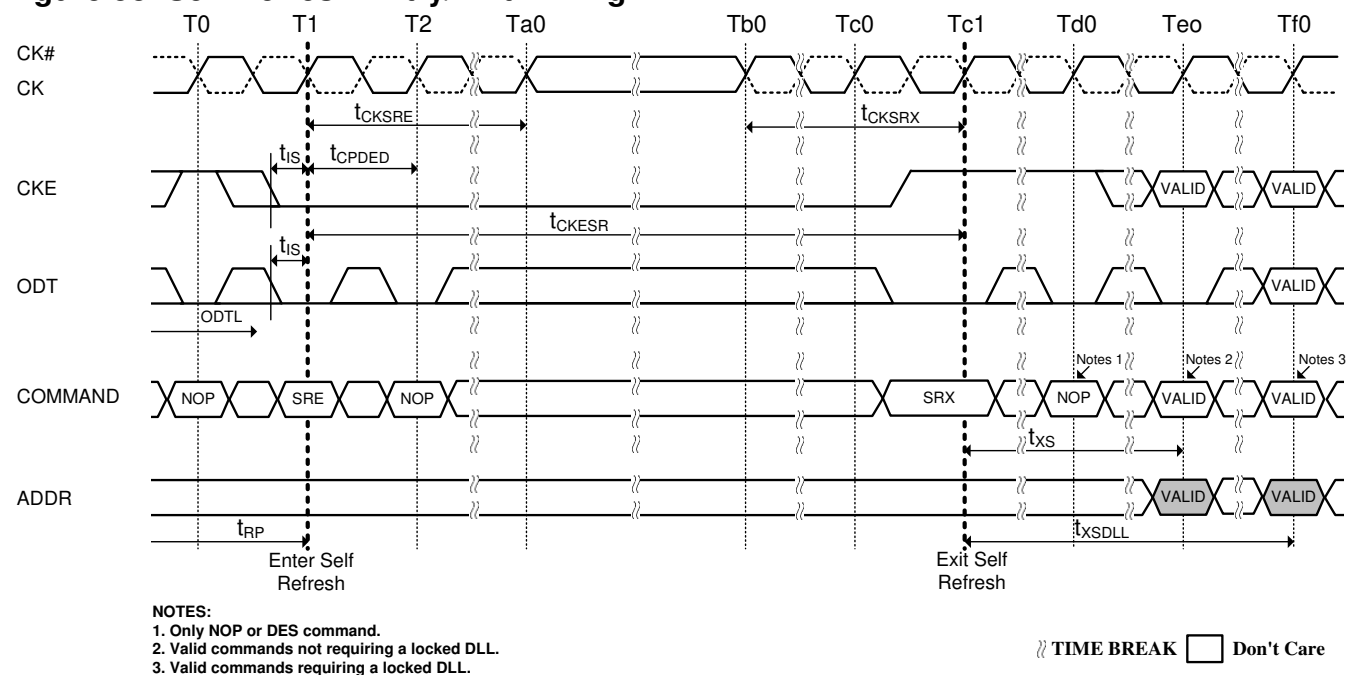 T0 T1 T2 Ta0 Tb0 Tc0 Tc1 Td0 Teo Tf0
CK#
CK
tCKSRE tCKSRX
tIS tCPDED
CKE VALID VALID
tCKESR
tIS
ODT VALID
ODTL
Notes 1 Notes 2 Notes 3
COMMAND NOP SRE NOP SRX NOP VALID VALID
tXS
ADDR VALID VALID
tRP tXSDLL
Enter Self Exit Self
Refresh Refresh
NOTES:
1. Only NOP or DES command.
2. Valid commands not requiring a locked DLL.
3. Valid commands requiring a locked DLL.
TIME BREAK Don't Care